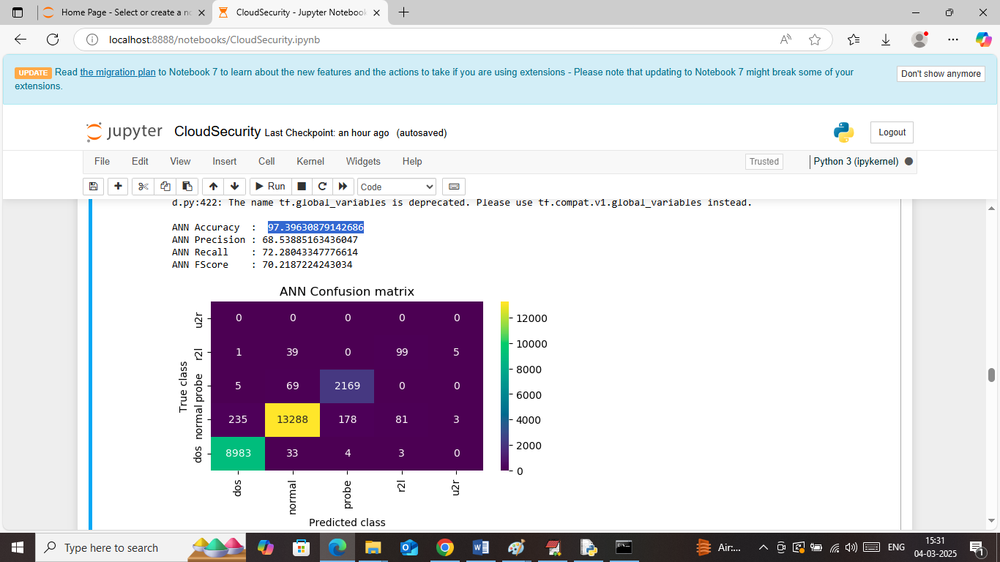 Home Page - Select or create a n
CloudSecurity - Jupyter Notebook
localhost:8888/notebooks/CloudSecurity.ipynb
UPDATE Read the migration plan to Notebook 7 to learn about the new features and the actions to take if you are using extensions - Please note that updating to Notebook 7 might break some of your
extensions.
Don't show anymore
jupyter CloudSecurity Last Checkpoint: an hour ago (autosaved)
Logout
File Edit View Insert Cell Kernel Widgets Help
Trusted
Python 3 (ipykernel)
Run
Code
d.py:422: The name tf.global_variables is deprecated. Please use tf.compat.v1.global_variables instead.
ANN Accuracy : 97.39630879142686
ANN Precision : 68.53885163436047
ANN Recall : 72.28043347776614
ANN FScore : 70.2187224243034
ANN Confusion matrix
True class
u2r 0 0 0 0 0
r2l 1 39 0 99 5
probe 5 69 2169 0 0
normal 235 13288 178 81 3
dos 8983 33 4 3 0
dos normal probe r2l u2r
Predicted class
12000
10000
8000
6000
4000
2000
0
Type here to search
Air:...
ENG
15:31
04-03-2025
1